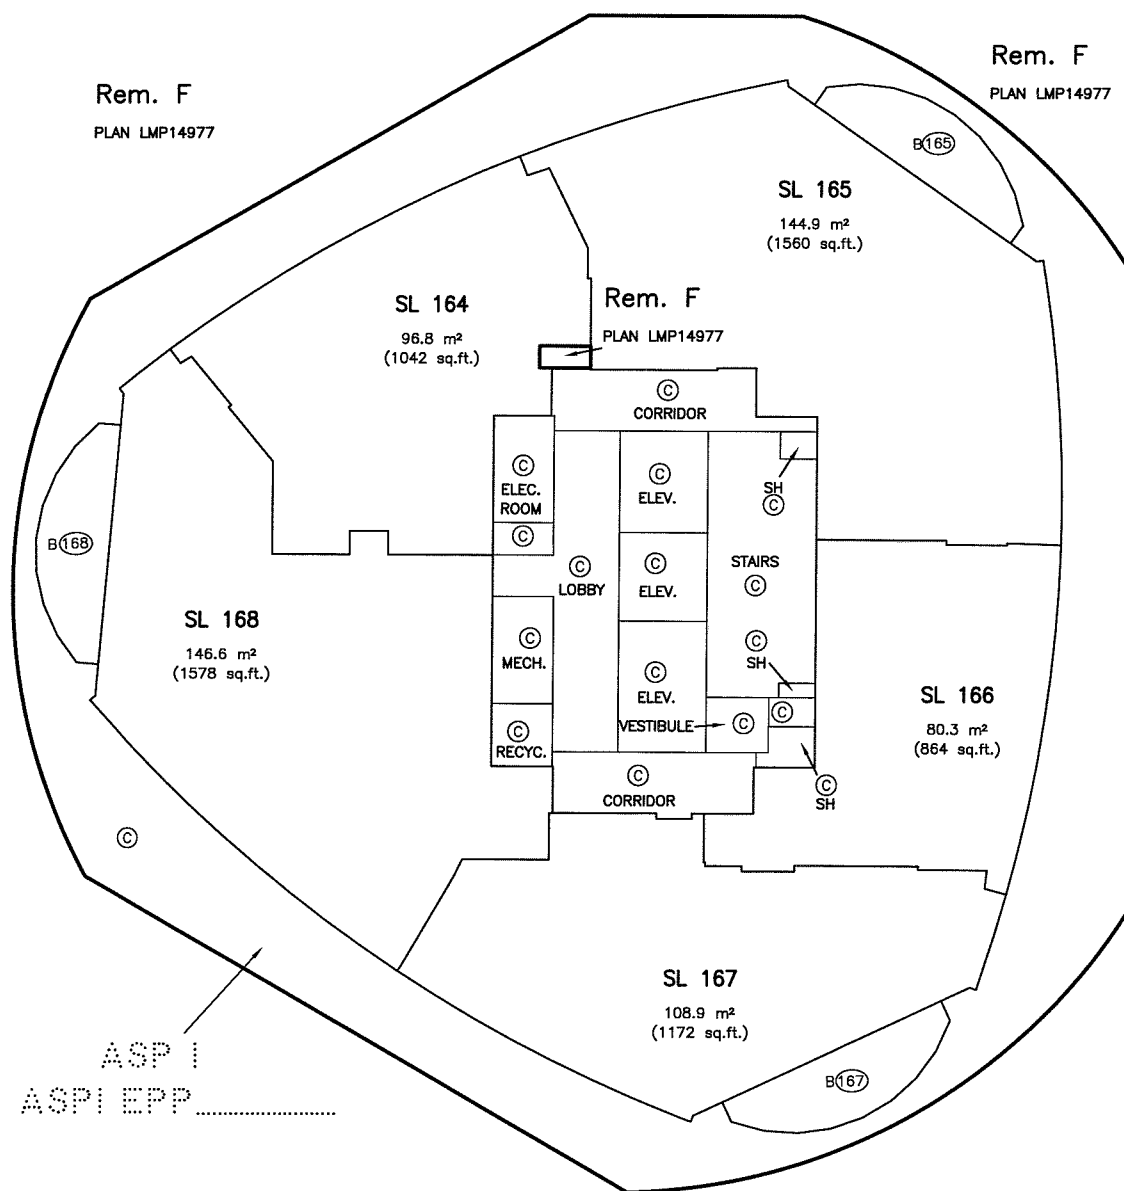 Rem. F
PLAN LMP14977
Rem. F
PLAN LMP14977
B165
SL 165
144.9 m²
(1560 sq.ft.)
SL 164
96.8 m²
(1042 sq.ft.)
Rem. F
PLAN LMP14977
C
CORRIDOR
C
ELEC.
ROOM
C
C
ELEV.
SH
C
C
LOBBY
C
ELEV.
STAIRS
C
B168
SL 168
146.6 m²
(1578 sq.ft.)
C
MECH.
C
ELEV.
C
SH
C
RECYC.
VESTIBULE
C
C
SL 166
80.3 m²
(864 sq.ft.)
C
CORRIDOR
C
SH
C
SL 167
108.9 m²
(1172 sq.ft.)
B167
ASP 1
ASP1 EPP